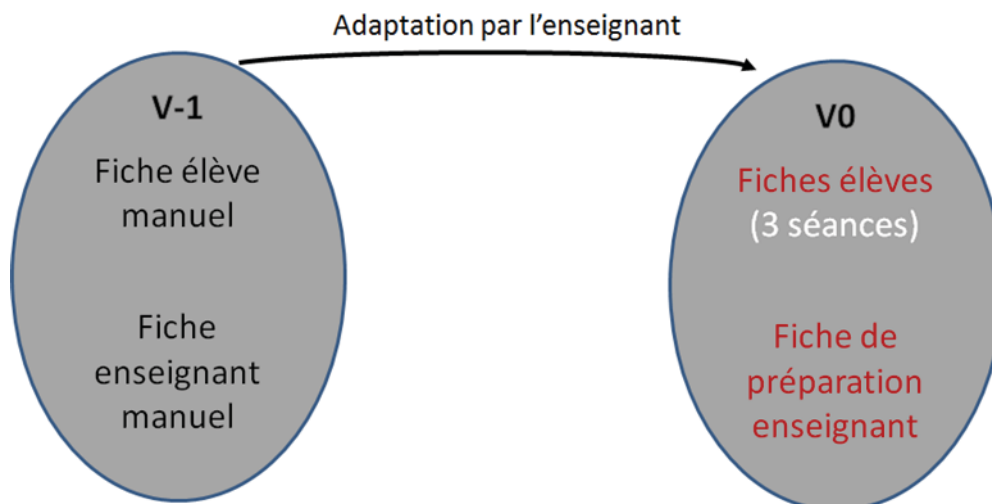 Adaptation par l’enseignant
V-1
Fiche élève
manuel
Fiche
enseignant
manuel
V0
Fiches élèves
(3 séances)
Fiche de
préparation
enseignant